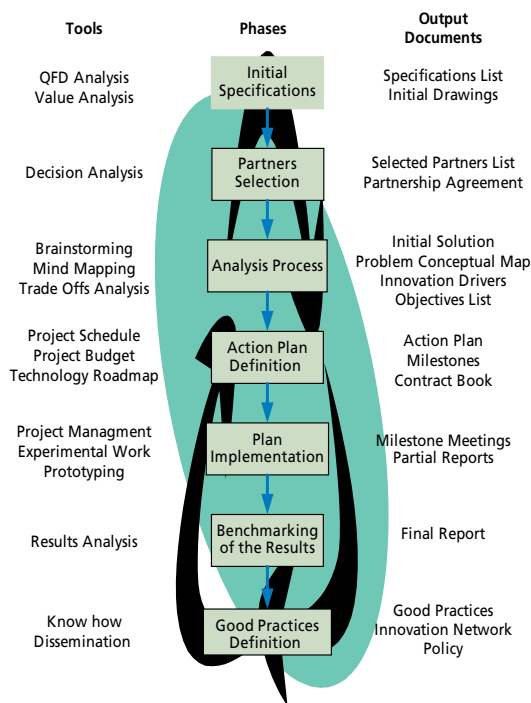 Tools
Phases
Output
Documents
QFD Analysis
Value Analysis
Initial
Specifications
Specifications List
Initial Drawings
Decision Analysis
Partners
Selection
Selected Partners List
Partnership Agreement
Brainstorming
Mind Mapping
Trade Offs Analysis
Analysis Process
Initial Solution
Problem Conceptual Map
Innovation Drivers
Objectives List
Project Schedule
Project Budget
Technology Roadmap
Action Plan
Definition
Action Plan
Milestones
Contract Book
Project Managment
Experimental Work
Prototyping
Plan
Implementation
Milestone Meetings
Partial Reports
Results Analysis
Benchmarking
of the Results
Final Report
Know how
Dissemination
Good Practices
Definition
Good Practices
Innovation Network
Policy